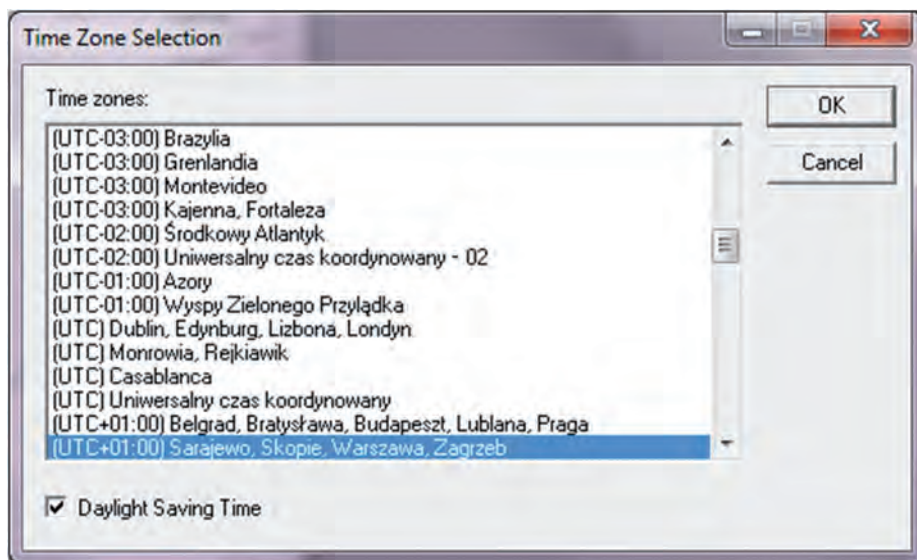 Time Zone Selection
Time zones:
(UTC-03:00) Brazylia
(UTC-03:00) Grenlandia
(UTC-03:00) Montevideo
(UTC-03:00) Kajenna, Fortaleza
(UTC-02:00) Środkowy Atlantyk
(UTC-02:00) Uniwersalny czas koordynowany - 02
(UTC-01:00) Azory
(UTC-01:00) Wyspy Zielonego Przylądka
(UTC) Dublin, Edynburg, Lizbona, Londyn
(UTC) Monrowia, Rejkiawik
(UTC) Casablanca
(UTC) Uniwersalny czas koordynowany
(UTC+01:00) Belgrad, Bratysława, Budapeszt, Lublana, Praga
(UTC+01:00) Sarajewo, Skopie, Warszawa, Zagrzeb
Daylight Saving Time
OK
Cancel